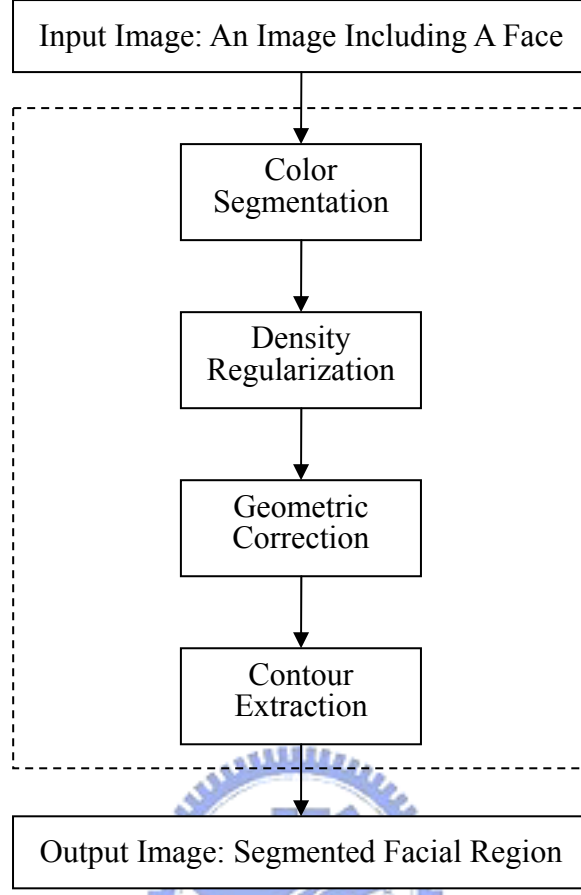 Input Image: An Image Including A Face
Color
Segmentation
Density
Regularization
Geometric
Correction
Contour
Extraction
Output Image: Segmented Facial Region